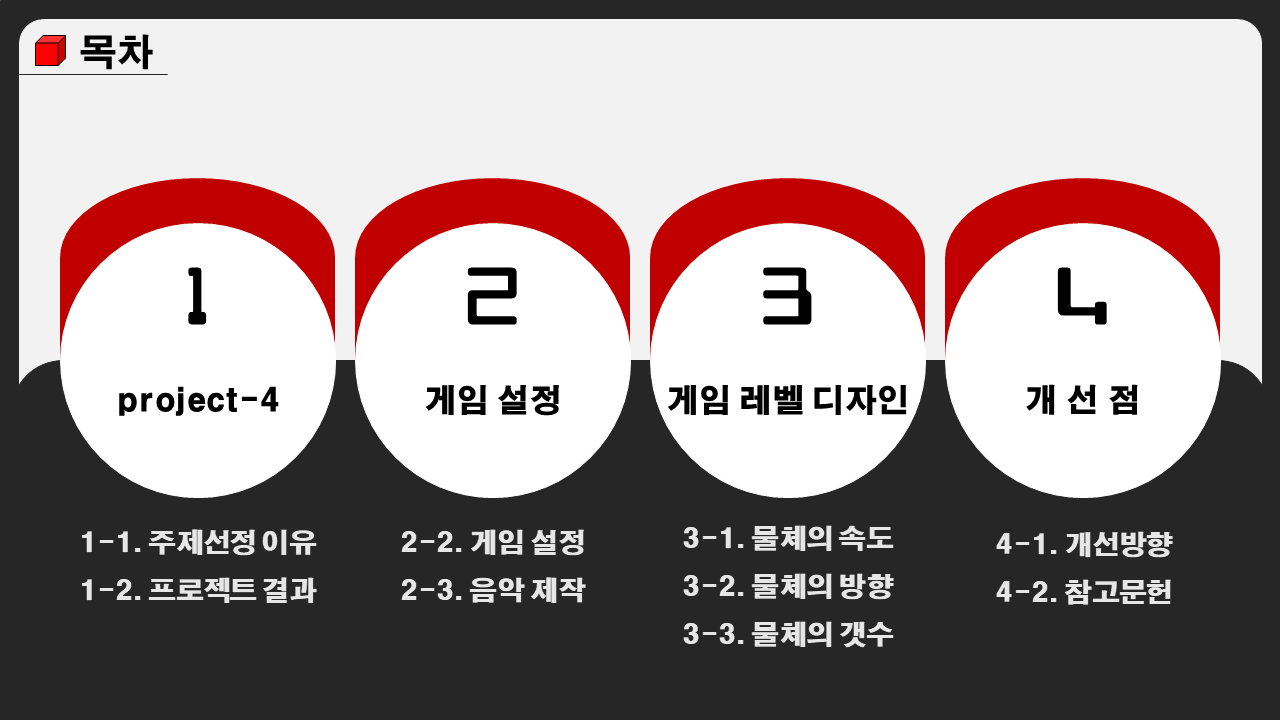 목차
1
project-4
1-1. 주제선정 이유
1-2. 프로젝트 결과
2
게임 설정
2-2. 게임 설정
2-3. 음악 제작
3
게임 레벨 디자인
3-1. 물체의 속도
3-2. 물체의 방향
3-3. 물체의 갯수
4
개 선 점
4-1. 개선방향
4-2. 참고문헌